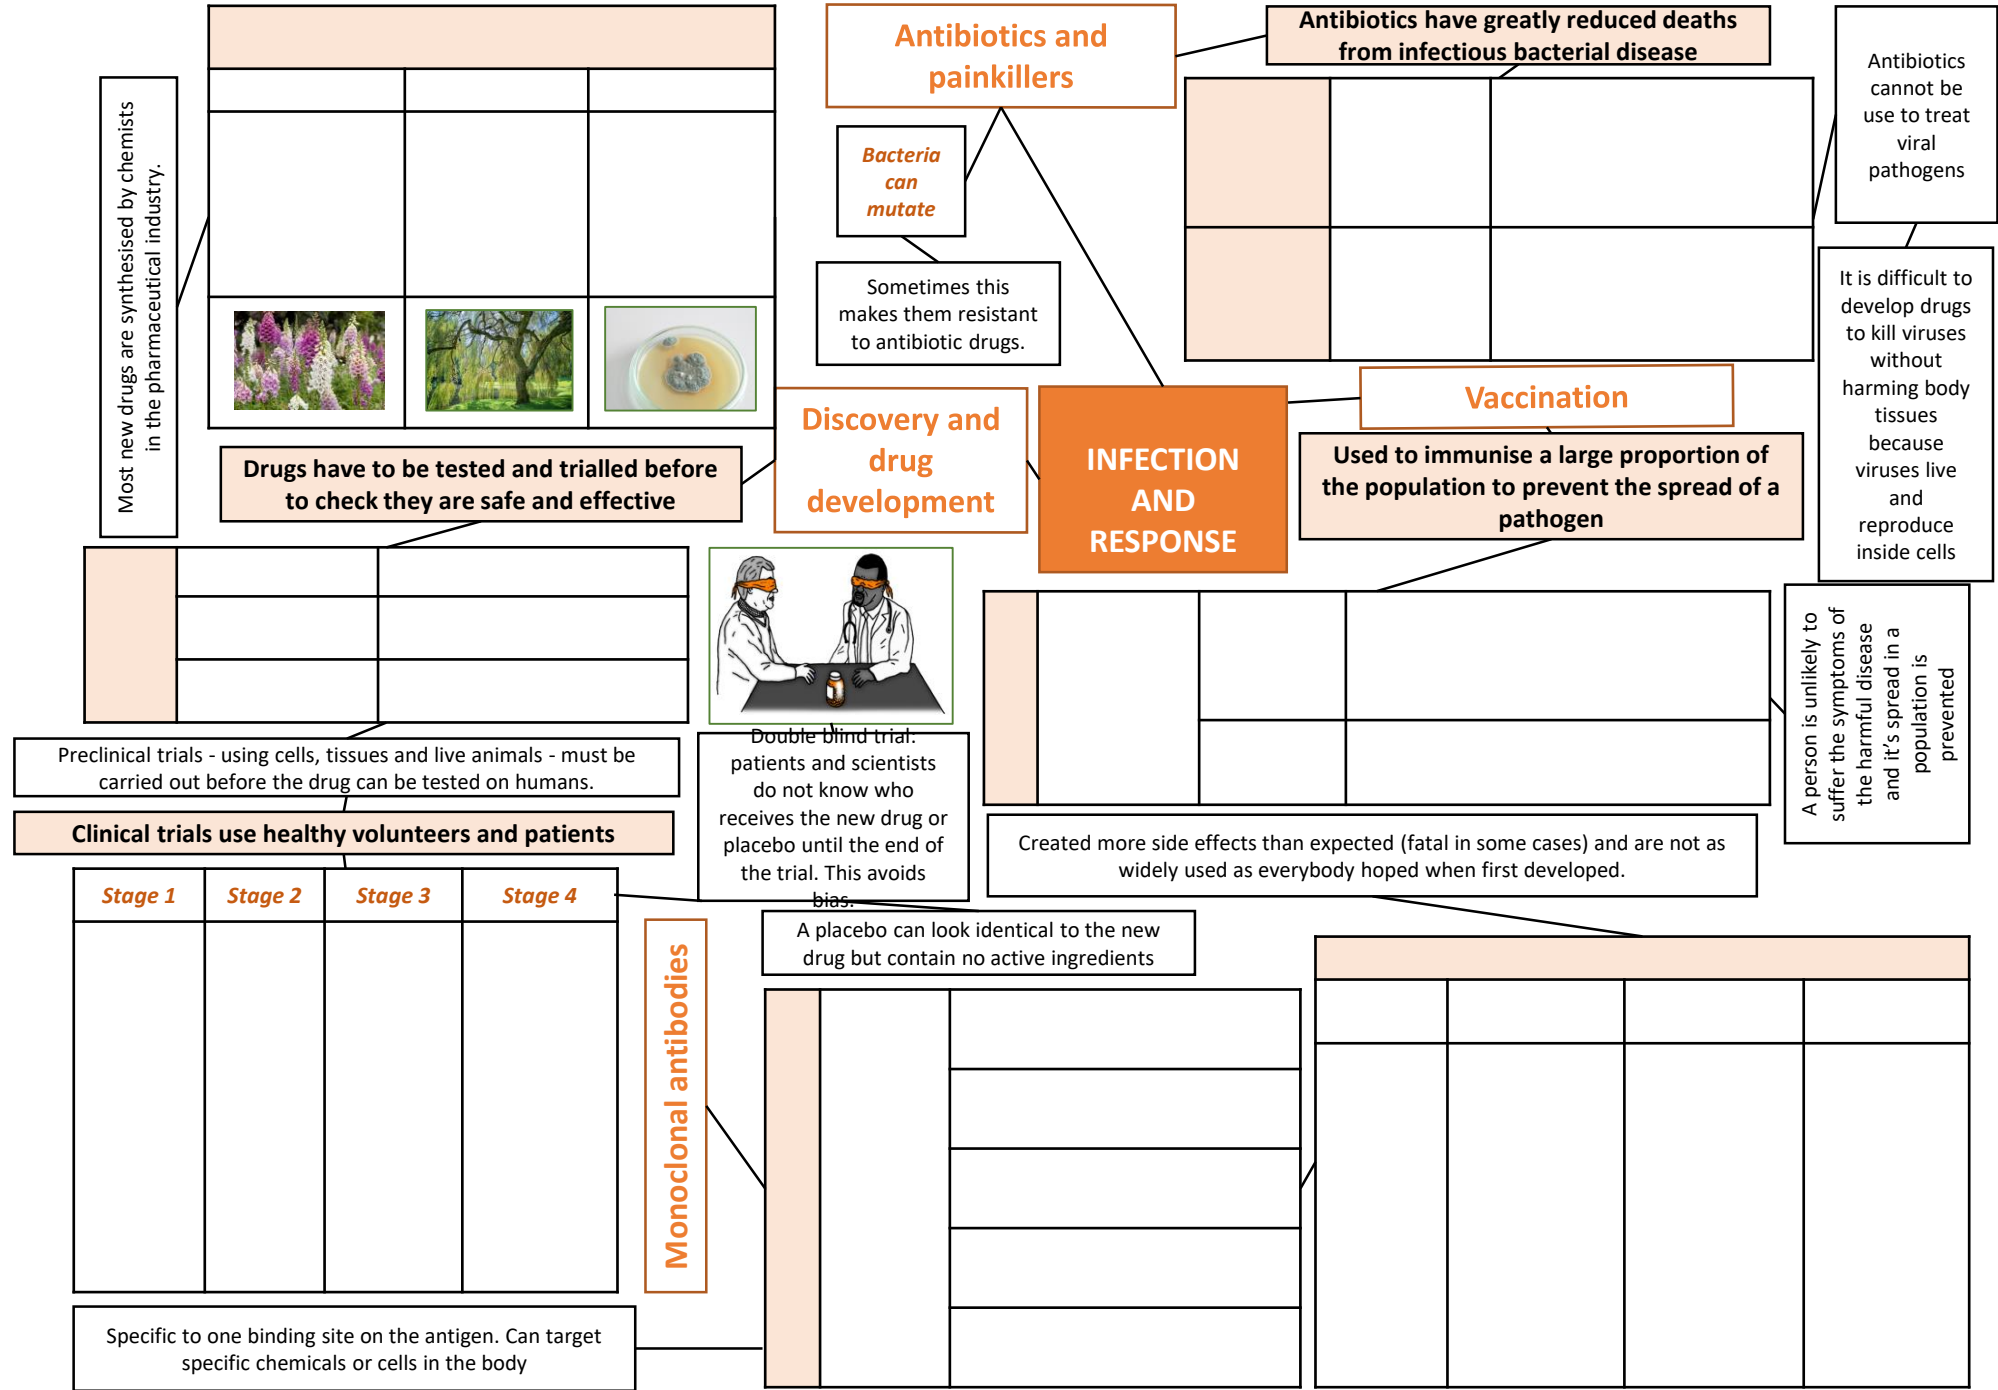 Antibiotics and
painkillers
Antibiotics have greatly reduced deaths
from infectious bacterial disease
Antibiotics
cannot be
use to treat
viral
pathogens
Most new drugs are synthesised by chemists
in the pharmaceutical industry.
Bacteria
can
mutate
Sometimes this
makes them resistant
to antibiotic drugs.
It is difficult to
develop drugs
to kill viruses
without
harming body
tissues
because
viruses live
and
reproduce
inside cells
Discovery and
drug
development
INFECTION
AND
RESPONSE
Vaccination
Drugs have to be tested and trialled before
to check they are safe and effective
Used to immunise a large proportion of
the population to prevent the spread of a
pathogen
A person is unlikely to
suffer the symptoms of
the harmful disease
and it's spread in a
population is
prevented
Preclinical trials - using cells, tissues and live animals - must be
carried out before the drug can be tested on humans.
Double blind trial:
patients and scientists
do not know who
receives the new drug or
placebo until the end of
the trial. This avoids
bias.
Clinical trials use healthy volunteers and patients
Created more side effects than expected (fatal in some cases) and are not as
widely used as everybody hoped when first developed.
Stage 1 Stage 2 Stage 3 Stage 4
A placebo can look identical to the new
drug but contain no active ingredients
Monoclonal antibodies
Specific to one binding site on the antigen. Can target
specific chemicals or cells in the body